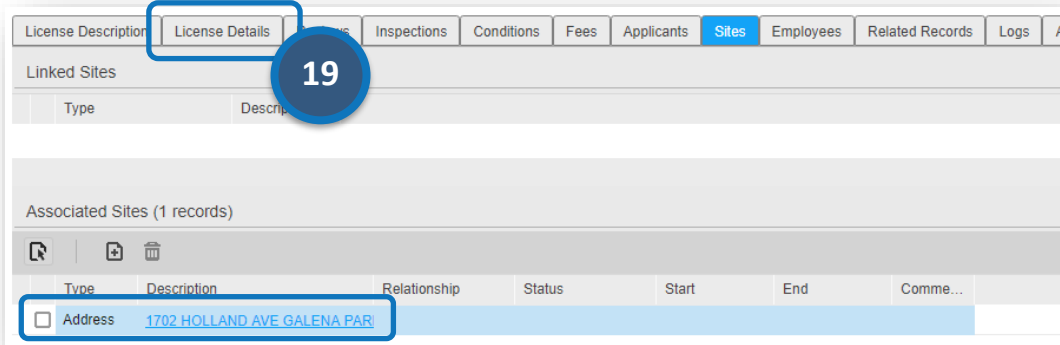 License Description License Details Inspections Conditions Fees Applicants Sites Employees Related Records Logs A
19
Linked Sites
Type Descrip
Associated Sites (1 records)
Type Description Relationship Status Start End Comme...
Address 1702 HOLLAND AVE GALENA PAR